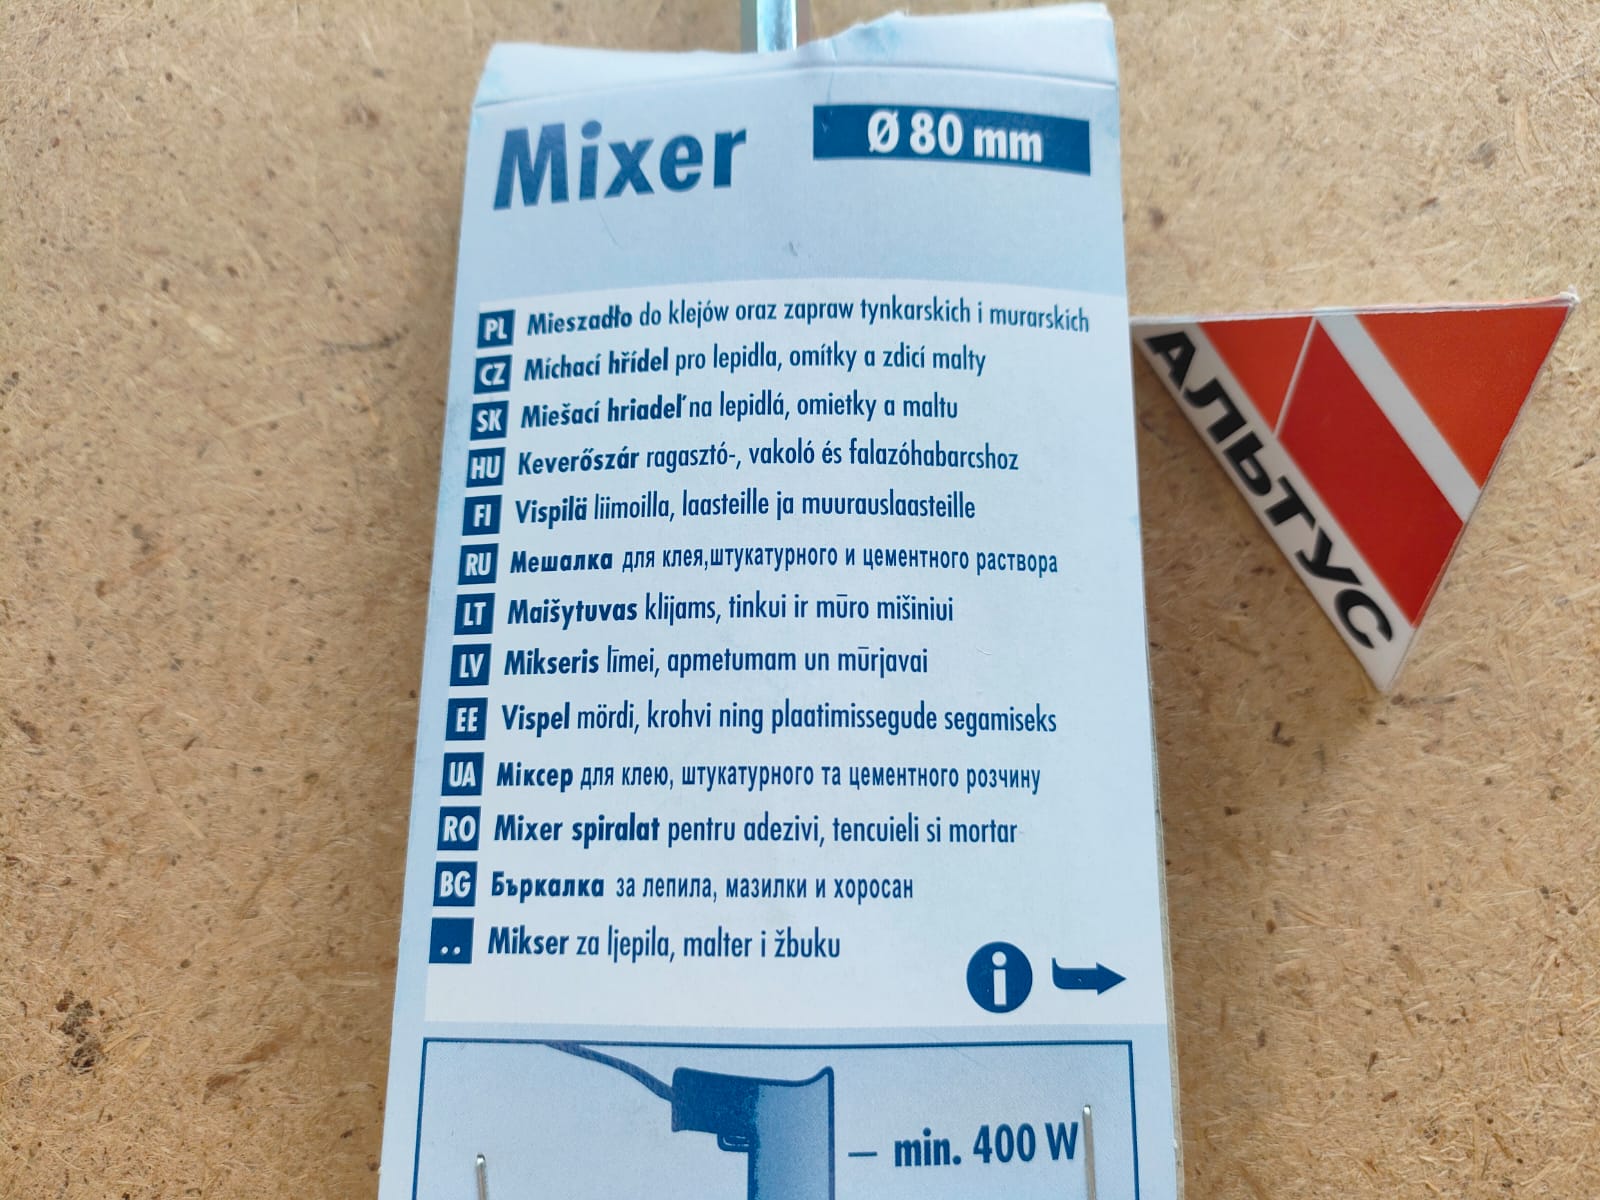 Mixer
Ø 80 mm
PL Mieszadło do klejów oraz zapraw tynkarskich i murarskich
CZ Míchací hřídel pro lepidla, omítky a zdicí malty
SK Miešací hriadeľ na lepidlá, omietky a maltu
HU Keverőszár ragasztó-, vakoló és falazóhabarcshoz
FI Vispilä liimoilla, laasteille ja muurauslaasteille
RU Мешалка для клея,штукатурного и цементного раствора
LT Maišytuvas klijams, tinkui ir mūro mišiniui
LV Mikseris līmei, apmetumam un mūrjavai
EE Vispel mördi, krohvi ning plaatimissegude segamiseks
UA Міксер для клею, штукатурного та цементного розчину
RO Mixer spiralat pentru adezivi, tencuieli si mortar
BG Бъркалка за лепила, мазилки и хоросан
.. Mikser za ljepila, malter i žbuku
i
min. 400 W
АЛЬТУС